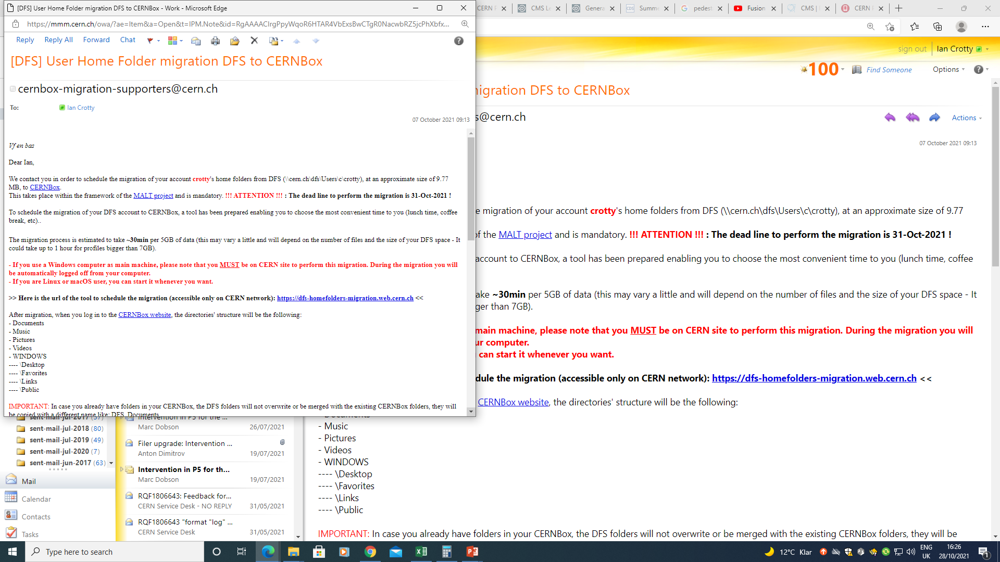 [DFS] User Home Folder migration DFS to CERNBox - Work - Microsoft Edge
https://mmm.cern.ch/owa/?ae=Item&a=Open&t=IPM.Note&id=RgAAAACIrgPpyWqoR6HTAR4VbExsBwCTgR0NacwbRZ5jcPhXbfx...
Reply Reply All Forward Chat
[DFS] User Home Folder migration DFS to CERNBox
cernbox-migration-supporters@cern.ch
To: Ian Crotty
07 October 2021 09:13
Vf en bas
Dear Ian,
We contact you in order to schedule the migration of your account crotty's home folders from DFS (\\cern.ch\dfs\Users\c\crotty), at an approximate size of 9.77
MB, to CERNBox.
This takes place within the framework of the MALT project and is mandatory. !!! ATTENTION !!! : The dead line to perform the migration is 31-Oct-2021 !
To schedule the migration of your DFS account to CERNBox, a tool has been prepared enabling you to choose the most convenient time to you (lunch time, coffee
break, etc)..
The migration process is estimated to take ~30min per 5GB of data (this may vary a little and will depend on the number of files and the size of your DFS space - It
could take up to 1 hour for profiles bigger than 7GB).
- If you use a Windows computer as main machine, please note that you MUST be on CERN site to perform this migration. During the migration you will
be automatically logged off from your computer.
- If you are Linux or macOS user, you can start it whenever you want.
>> Here is the url of the tool to schedule the migration (accessible only on CERN network): https://dfs-homefolders-migration.web.cern.ch <<
After migration, when you log in to the CERNBox website, the directories' structure will be the following:
- Documents
- Music
- Pictures
- Videos
- WINDOWS
---- \Desktop
---- \Favorites
---- \Links
---- \Public
IMPORTANT: In case you already have folders in your CERNBox, the DFS folders will not overwrite or be merged with the existing CERNBox folders, they will
be copied with a different name like: DFS_Documents
CERN P CMS Le Genera CDS Summe pedest Fusion CMS | CERN
sign out Ian Crotty
100 Find Someone Options
migration DFS to CERNBox
s@cern.ch
Actions
07 October 2021 09:13
e migration of your account crotty's home folders from DFS (\\cern.ch\dfs\Users\c\crotty), at an approximate size of 9.77
of the MALT project and is mandatory. !!! ATTENTION !!! : The dead line to perform the migration is 31-Oct-2021 !
account to CERNBox, a tool has been prepared enabling you to choose the most convenient time to you (lunch time, coffee
ake ~30min per 5GB of data (this may vary a little and will depend on the number of files and the size of your DFS space - It
ger than 7GB).
main machine, please note that you MUST be on CERN site to perform this migration. During the migration you will
ur computer.
can start it whenever you want.
dule the migration (accessible only on CERN network): https://dfs-homefolders-migration.web.cern.ch <<
CERNBox website, the directories' structure will be the following:
- Documents
- Music
- Pictures
- Videos
- WINDOWS
---- \Desktop
---- \Favorites
---- \Links
---- \Public
IMPORTANT: In case you already have folders in your CERNBox, the DFS folders will not overwrite or be merged with the existing CERNBox folders, they will be
sent-mail-jul-2017 (57)
sent-mail-jul-2018 (80)
sent-mail-jul-2019 (49)
sent-mail-jul-2020 (7)
sent-mail-jun-2017 (63)
Mail
Calendar
Contacts
Tasks
Intervention in P5 for the ...
Marc Dobson 26/07/2021
Filer upgrade: Intervention ...
Anton Dimitrov 19/07/2021
Intervention in P5 for th...
Marc Dobson 19/07/2021
RQF1806643: Feedback for...
CERN Service Desk - NO REPLY 31/05/2021
RQF1806643 "format "log" ...
CERN Service Desk 31/05/2021
Type here to search
12°C Klar
ENG
UK
16:26
28/10/2021
1